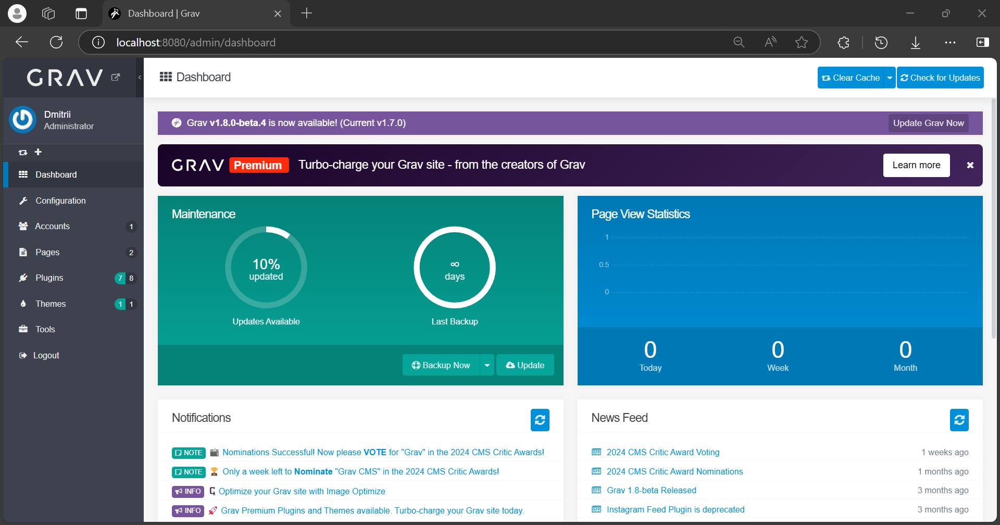 Dashboard | Grav
localhost:8080/admin/dashboard
GRAV
Dashboard
Clear Cache
Check for Updates
Dmitrii
Administrator
Grav v1.8.0-beta.4 is now available! (Current v1.7.0)
Update Grav Now
GRAV Premium Turbo-charge your Grav site - from the creators of Grav
Learn more
Dashboard
Configuration
Accounts 1
Pages 2
Plugins 7 8
Themes 1 1
Tools
Logout
Maintenance
10%
updated
Updates Available
∞
days
Last Backup
Backup Now
Update
Page View Statistics
1
0.5
0
0
Today
0
Week
0
Month
Notifications
NOTE Nominations Successful! Now please VOTE for "Grav" in the 2024 CMS Critic Awards!
NOTE Only a week left to Nominate "Grav CMS" in the 2024 CMS Critic Awards!
INFO Optimize your Grav site with Image Optimize
INFO Grav Premium Plugins and Themes available. Turbo-charge your Grav site today.
News Feed
2024 CMS Critic Award Voting 1 weeks ago
2024 CMS Critic Award Nominations 1 months ago
Grav 1.8-beta Released 3 months ago
Instagram Feed Plugin is deprecated 3 months ago